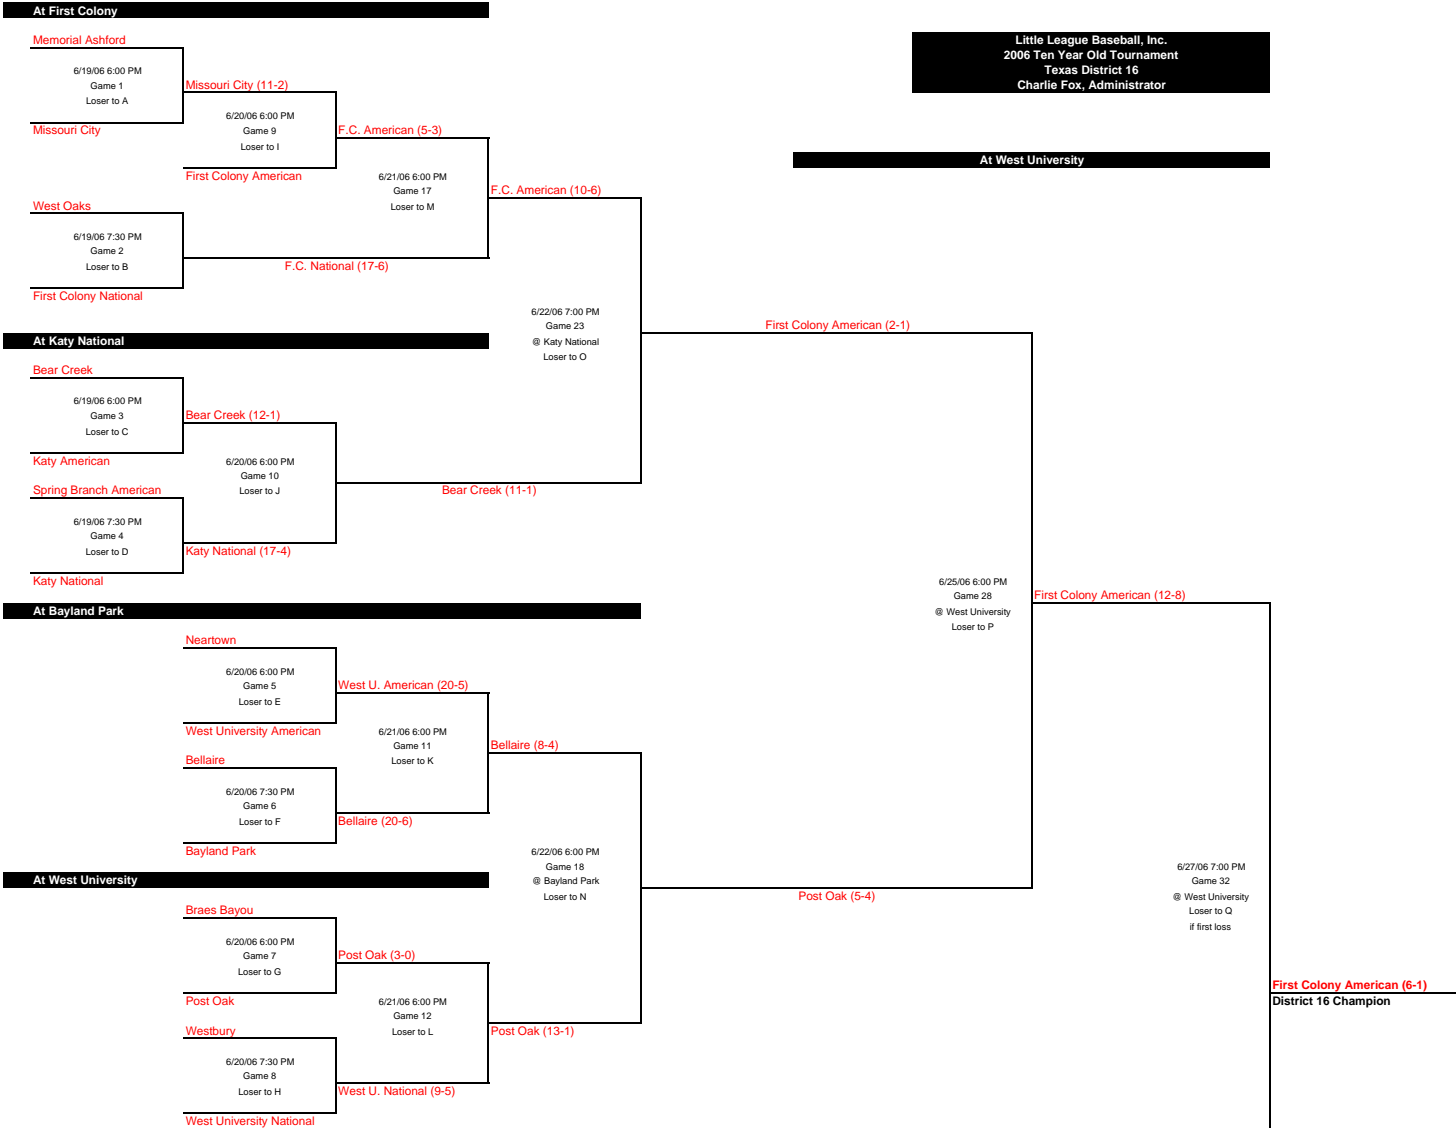 At First Colony
Memorial Ashford
6/19/06 6:00 PM
Game 1
Loser to A
Missouri City
Missouri City (11-2)
6/20/06 6:00 PM
Game 9
Loser to I
First Colony American
F.C. American (5-3)
6/21/06 6:00 PM
Game 17
Loser to M
F.C. American (10-6)
West Oaks
6/19/06 7:30 PM
Game 2
Loser to B
First Colony National
F.C. National (17-6)
Little League Baseball, Inc.
2006 Ten Year Old Tournament
Texas District 16
Charlie Fox, Administrator
At West University
6/22/06 7:00 PM
Game 23
@ Katy National
Loser to O
First Colony American (2-1)
At Katy National
Bear Creek
6/19/06 6:00 PM
Game 3
Loser to C
Katy American
Bear Creek (12-1)
6/20/06 6:00 PM
Game 10
Loser to J
Bear Creek (11-1)
Spring Branch American
6/19/06 7:30 PM
Game 4
Loser to D
Katy National
Katy National (17-4)
6/25/06 6:00 PM
Game 28
@ West University
Loser to P
First Colony American (12-8)
At Bayland Park
Neartown
6/20/06 6:00 PM
Game 5
Loser to E
West University American
West U. American (20-5)
6/21/06 6:00 PM
Game 11
Loser to K
Bellaire (8-4)
Bellaire
6/20/06 7:30 PM
Game 6
Loser to F
Bayland Park
Bellaire (20-6)
6/22/06 6:00 PM
Game 18
@ Bayland Park
Loser to N
Post Oak (5-4)
6/27/06 7:00 PM
Game 32
@ West University
Loser to Q
if first loss
At West University
Braes Bayou
6/20/06 6:00 PM
Game 7
Loser to G
Post Oak
Post Oak (3-0)
6/21/06 6:00 PM
Game 12
Loser to L
Post Oak (13-1)
Westbury
6/20/06 7:30 PM
Game 8
Loser to H
West University National
West U. National (9-5)
First Colony American (6-1)
District 16 Champion